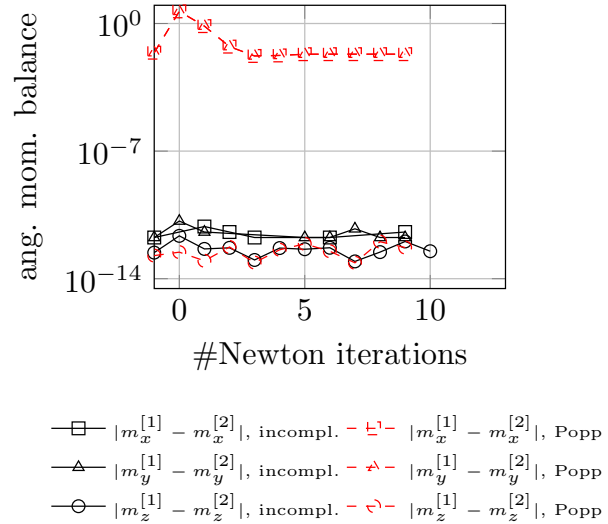 10^0
10^-7
10^-14
ang. mom. balance
0 5 10
#Newton iterations
|m_x^[1] − m_x^[2]|, incompl. |m_x^[1] − m_x^[2]|, Popp
|m_y^[1] − m_y^[2]|, incompl. |m_y^[1] − m_y^[2]|, Popp
|m_z^[1] − m_z^[2]|, incompl. |m_z^[1] − m_z^[2]|, Popp